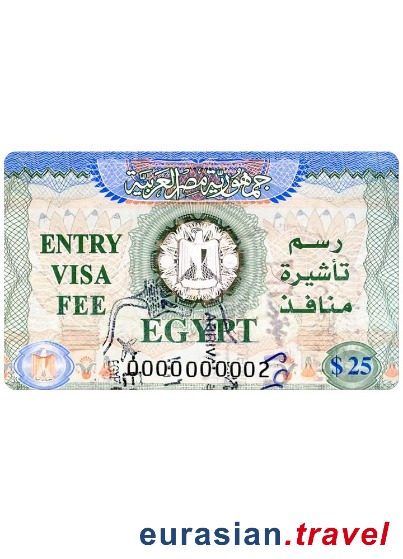 جمهورية مصر العربية
ENTRY
VISA
FEE
رسم
تأشيرة
منافذ
EGYPT
0000000002
$25
eurasian.travel